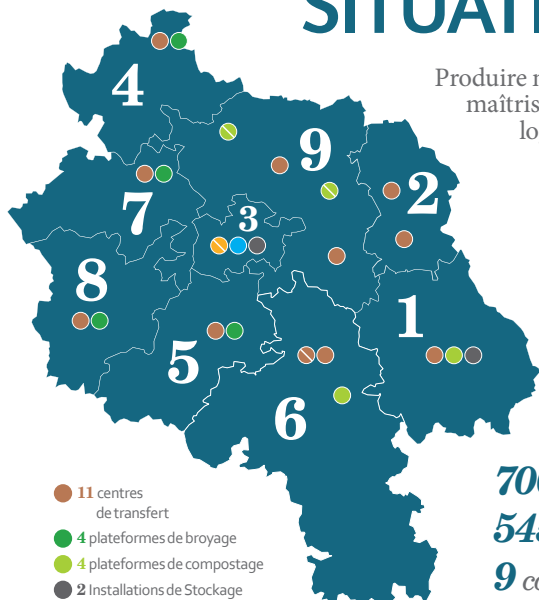 SITUATI
Produire
maîtris
lo
4
9
2
7
3
8
1
5
6
11 centres
de transfert
4 plateformes de broyage
4 plateformes de compostage
2 Installations de Stockage
70
54
9 co